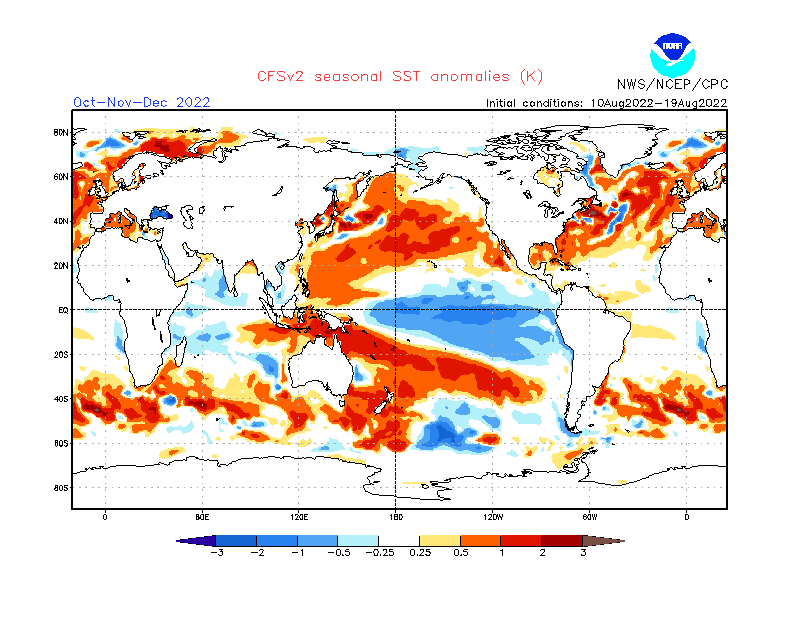 NOAA
CFSv2 seasonal SST anomalies (K)
NWS/NCEP/CPC
Oct-Nov-Dec 2022
Initial conditions: 10Aug2022-19Aug2022
80N
60N
40N
20N
EQ
20S
40S
60S
80S
0 60E 120E 180 120W 60W 0
-3 -2 -1 -0.5 -0.25 0.25 0.5 1 2 3